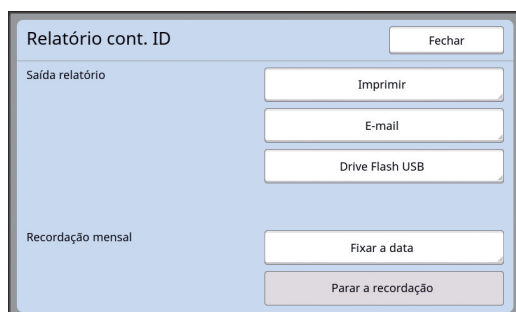 Relatório cont. ID
Fechar
Saída relatório
Imprimir
E-mail
Drive Flash USB
Recordação mensal
Fixar a data
Parar a recordação